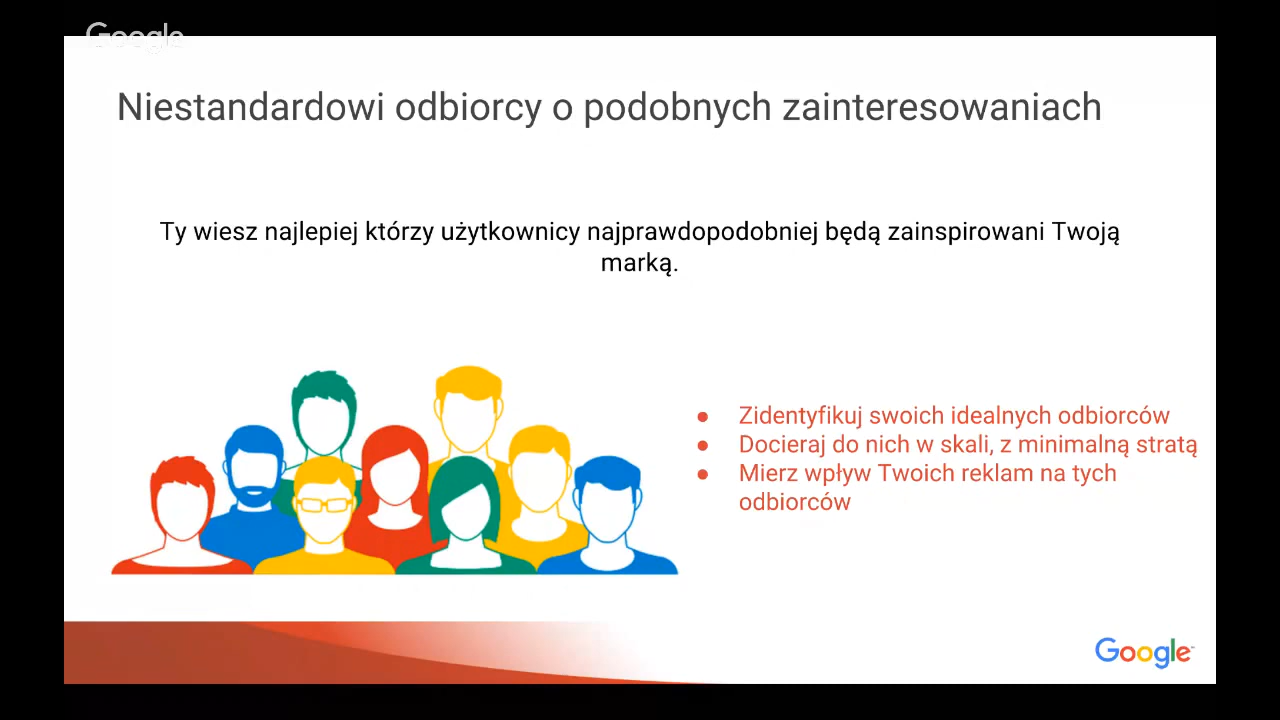 Google
Niestandardowi odbiorcy o podobnych zainteresowaniach
Ty wiesz najlepiej którzy użytkownicy najprawdopodobniej będą zainspirowani Twoją
marką.
● Zidentyfikuj swoich idealnych odbiorców
● Docieraj do nich w skali, z minimalną stratą
● Mierz wpływ Twoich reklam na tych
odbiorców
Google